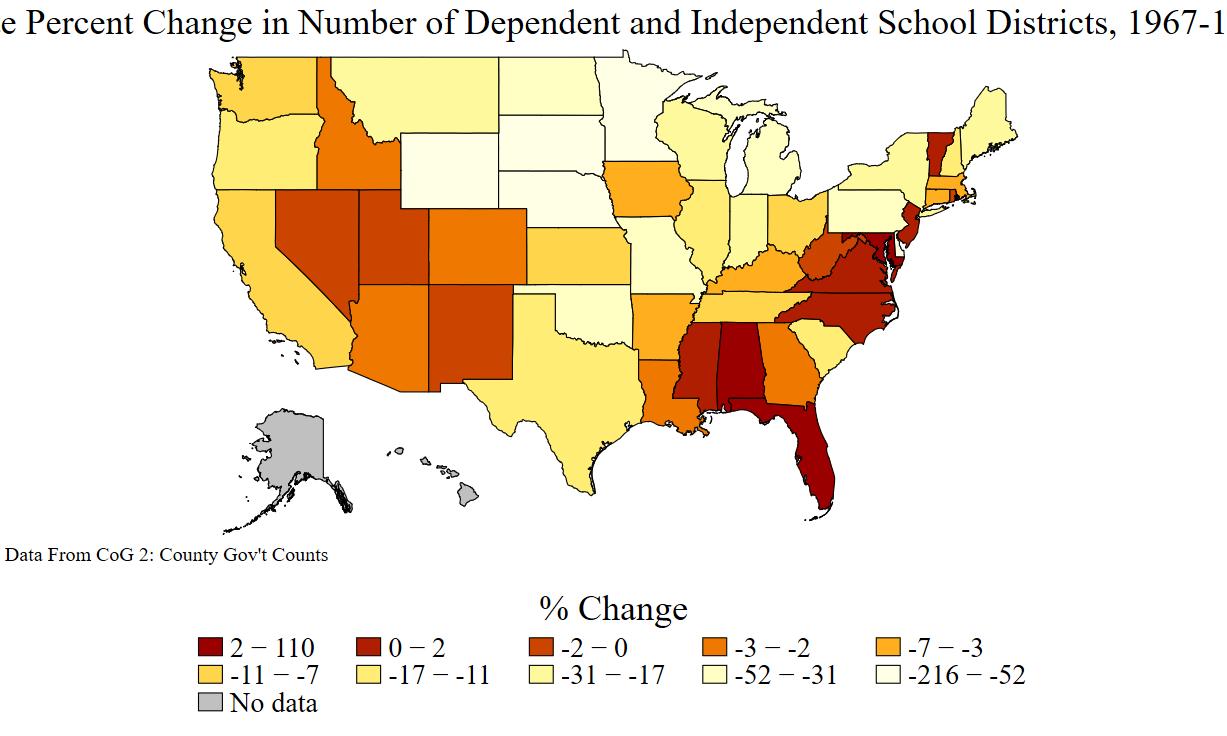 e Percent Change in Number of Dependent and Independent School Districts, 1967-1
Data From CoG 2: County Gov't Counts
% Change
2 − 110 0 − 2 -2 − 0 -3 − -2 -7 − -3
-11 − -7 -17 − -11 -31 − -17 -52 − -31 -216 − -52
No data